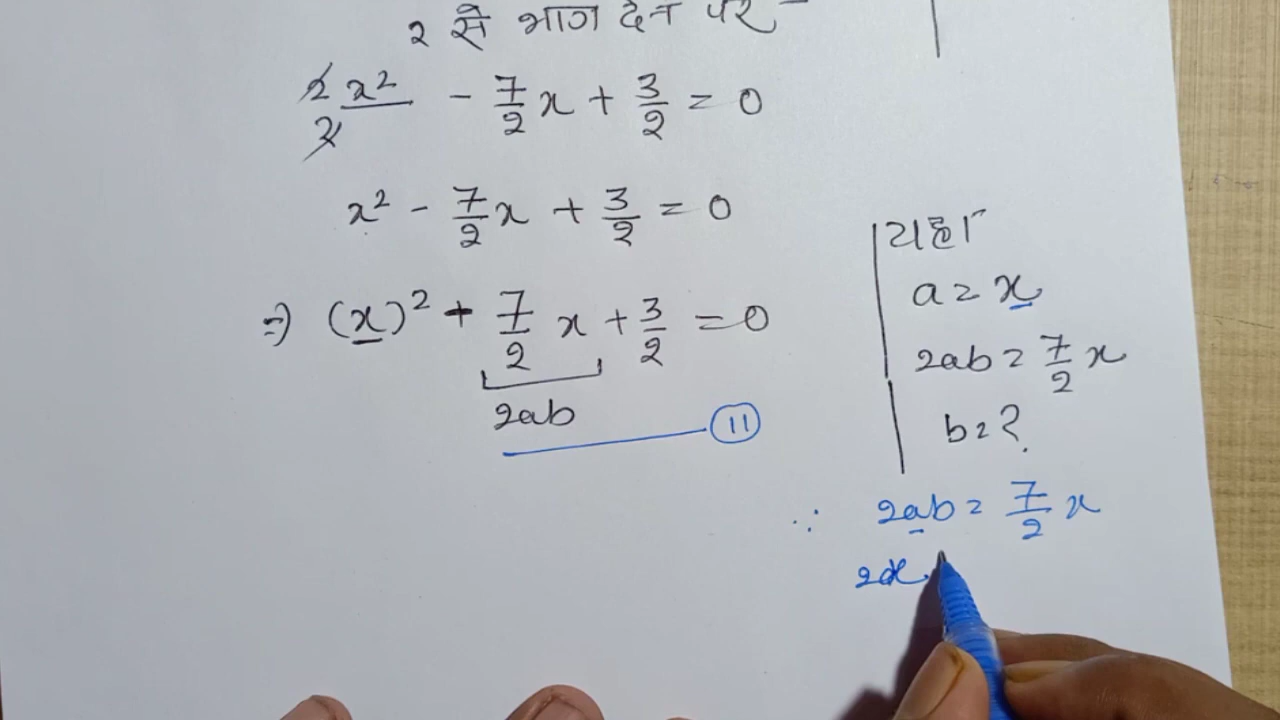 2 से भाग देने पर
2x²/2 - 7/2 x + 3/2 = 0
x² - 7/2 x + 3/2 = 0
⇒ (x)² - 7/2 x + 3/2 = 0
2ab
11
यहाँ
a = x
2ab = 7/2 x
b = ?
∵ 2ab = 7/2 x
2x.